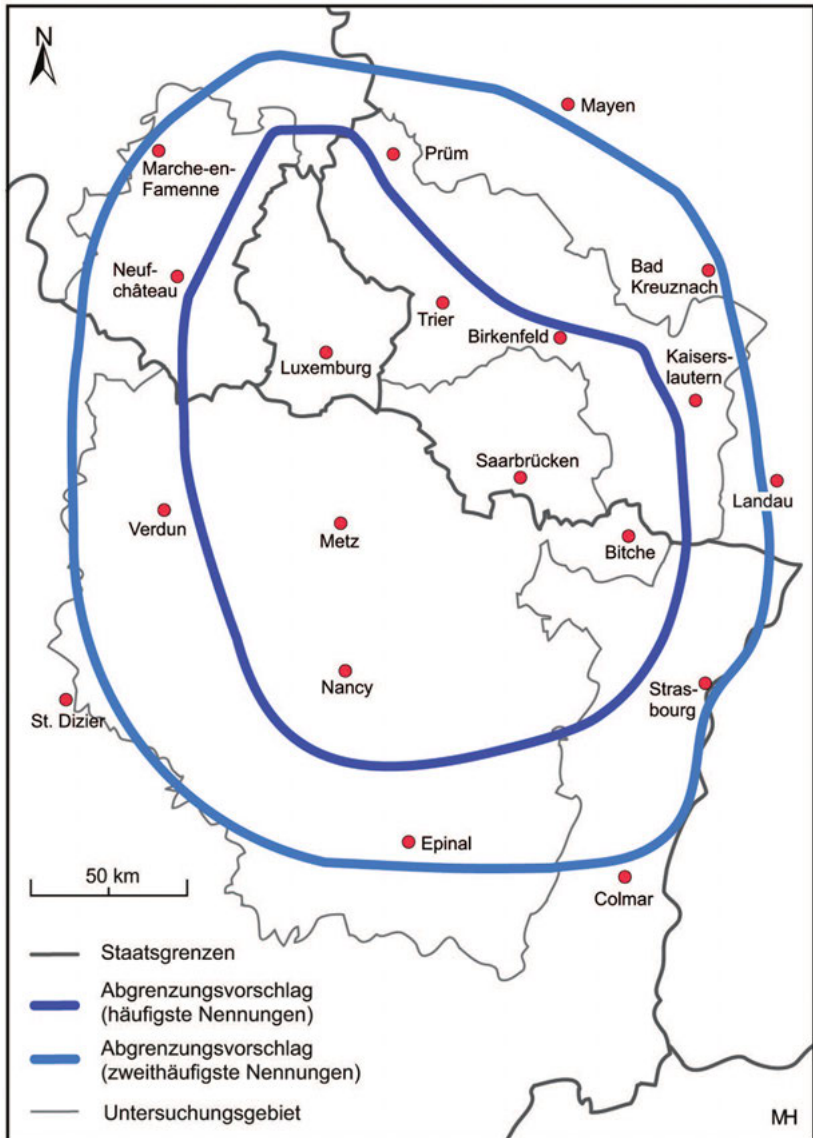 N
Mayen
Prüm
Marche-en-
Famenne
Neuf-
château
Bad
Kreuznach
Trier
Birkenfeld
Kaisers-
lautern
Luxemburg
Saarbrücken
Landau
Verdun
Metz
Bitche
Nancy
Stras-
bourg
St. Dizier
Epinal
Colmar
50 km
Staatsgrenzen
Abgrenzungsvorschlag
(häufigste Nennungen)
Abgrenzungsvorschlag
(zweithäufigste Nennungen)
Untersuchungsgebiet
MH